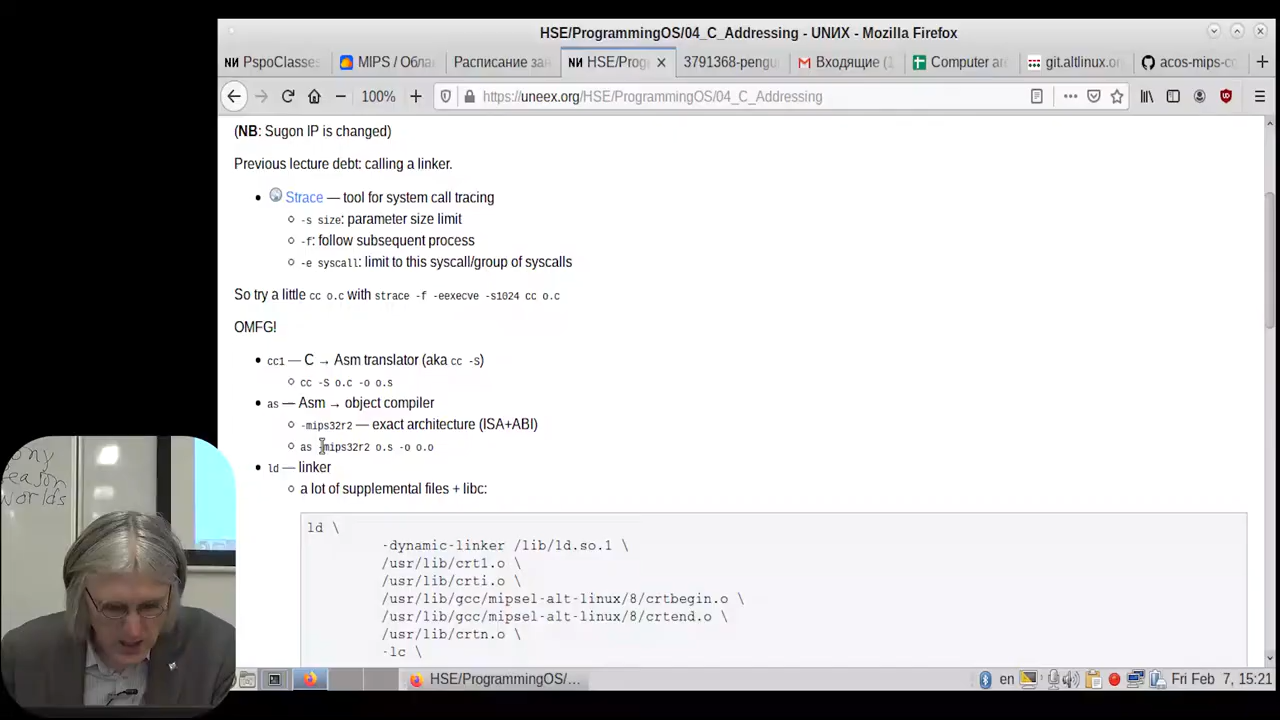 HSE/ProgrammingOS/04_C_Addressing - UNИX - Mozilla Firefox
ИИ PspoClasses
MIPS / Обла
Расписание зан
ИИ HSE/Prog
3791368-pengu
Входящие (
Computer ar
git.altlinux.o
acos-mips-c
100%
https://uneex.org/HSE/ProgrammingOS/04_C_Addressing
(NB: Sugon IP is changed)
Previous lecture debt: calling a linker.
Strace — tool for system call tracing
-s size: parameter size limit
-f: follow subsequent process
-e syscall: limit to this syscall/group of syscalls
So try a little cc o.c with strace -f -eexecve -s1024 cc o.c
OMFG!
cc1 — C → Asm translator (aka cc -S)
cc -S o.c -o o.s
as — Asm → object compiler
-mips32r2 — exact architecture (ISA+ABI)
as -mips32r2 o.s -o o.o
ld — linker
a lot of supplemental files + libc:
ld \
-dynamic-linker /lib/ld.so.1 \
/usr/lib/crt1.o \
/usr/lib/crti.o \
/usr/lib/gcc/mipsel-alt-linux/8/crtbegin.o \
/usr/lib/gcc/mipsel-alt-linux/8/crtend.o \
/usr/lib/crtn.o \
-lc \
eason
worlds
HSE/ProgrammingOS/...
en
Fri Feb 7, 15:21